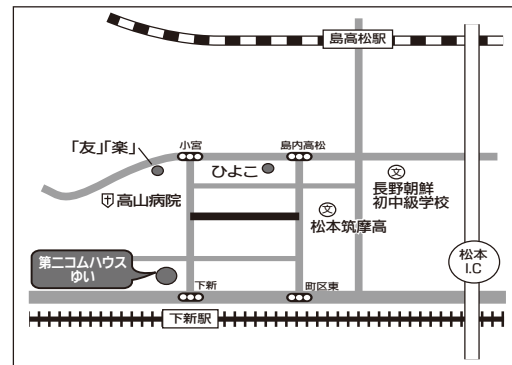 島高松駅
小宮
島内高松
「友」「楽」
ひよこ
文
長野朝鮮
初中級学校
高山病院
文
松本筑摩高
第二コムハウス
ゆい
松本
I.C
下新
町区東
下新駅